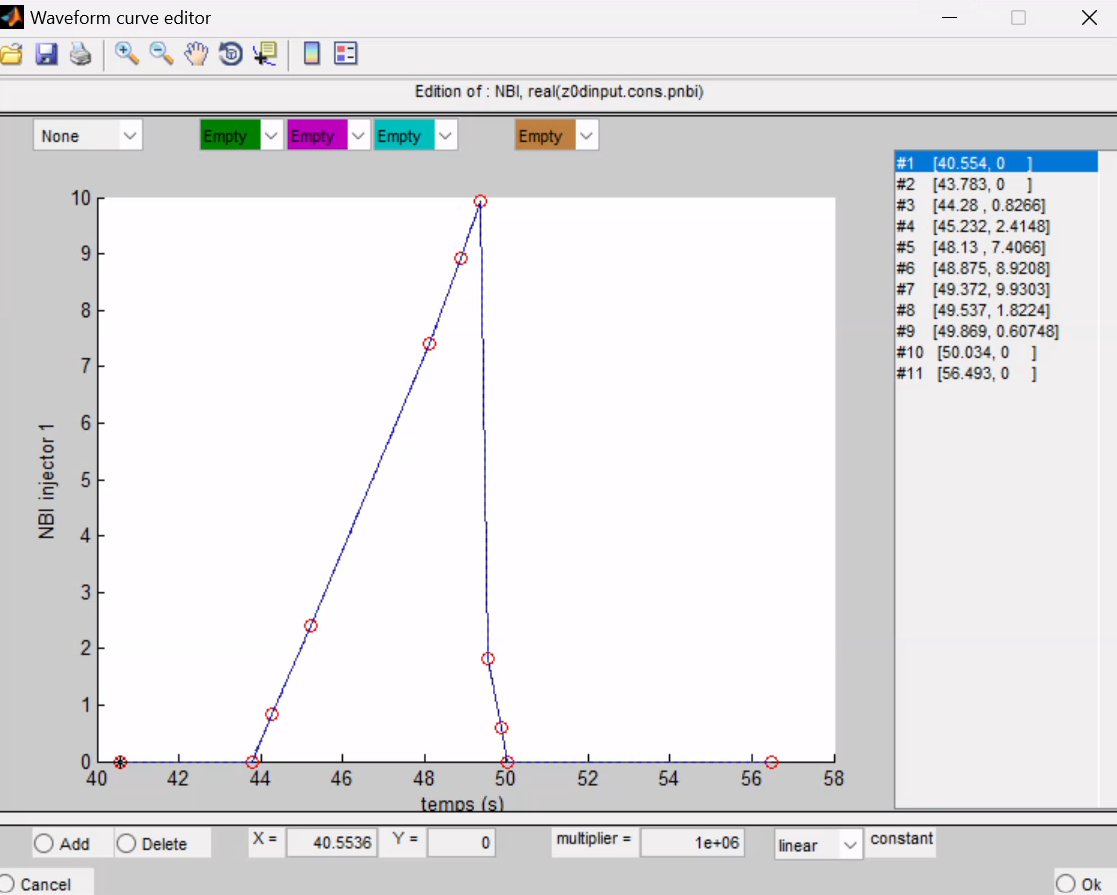 Waveform curve editor
Edition of : NBI, real(z0dinput.cons.pnbi)
None Empty Empty Empty Empty
#1 [40.554, 0 ]
#2 [43.783, 0 ]
#3 [44.28 , 0.8266]
#4 [45.232, 2.4148]
#5 [48.13 , 7.4066]
#6 [48.875, 8.9208]
#7 [49.372, 9.9303]
#8 [49.537, 1.8224]
#9 [49.869, 0.60748]
#10 [50.034, 0 ]
#11 [56.493, 0 ]
10
9
8
7
6
5
4
3
2
1
0
NBI injector 1
40 42 44 46 48 50 52 54 56 58
temps (s)
Add Delete X = 40.5536 Y = 0 multiplier = 1e+06 linear constant
Cancel Ok